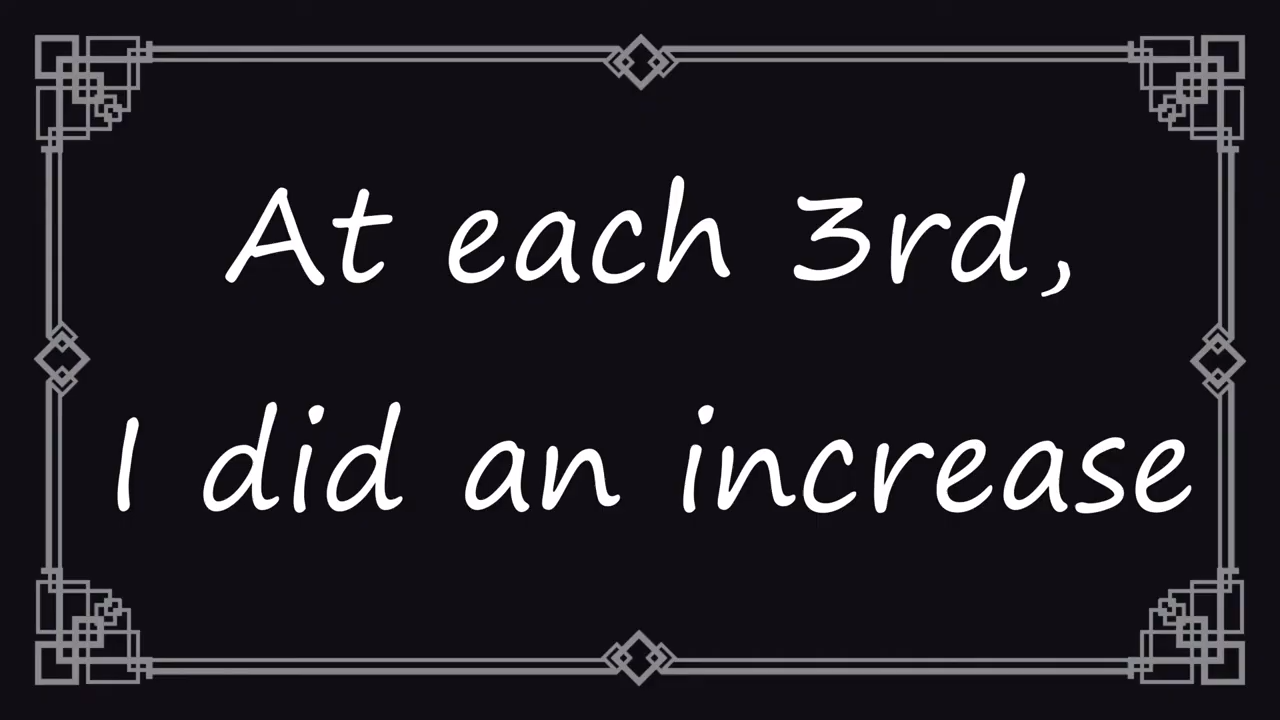 At each 3rd,
I did an increase